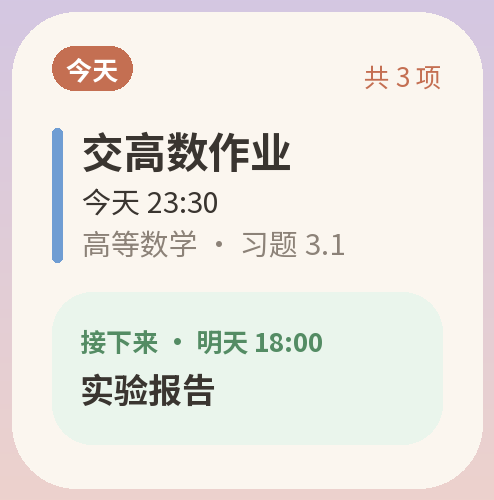 今天
共 3 项
交高数作业
今天 23:30
高等数学 · 习题 3.1
接下来 · 明天 18:00
实验报告